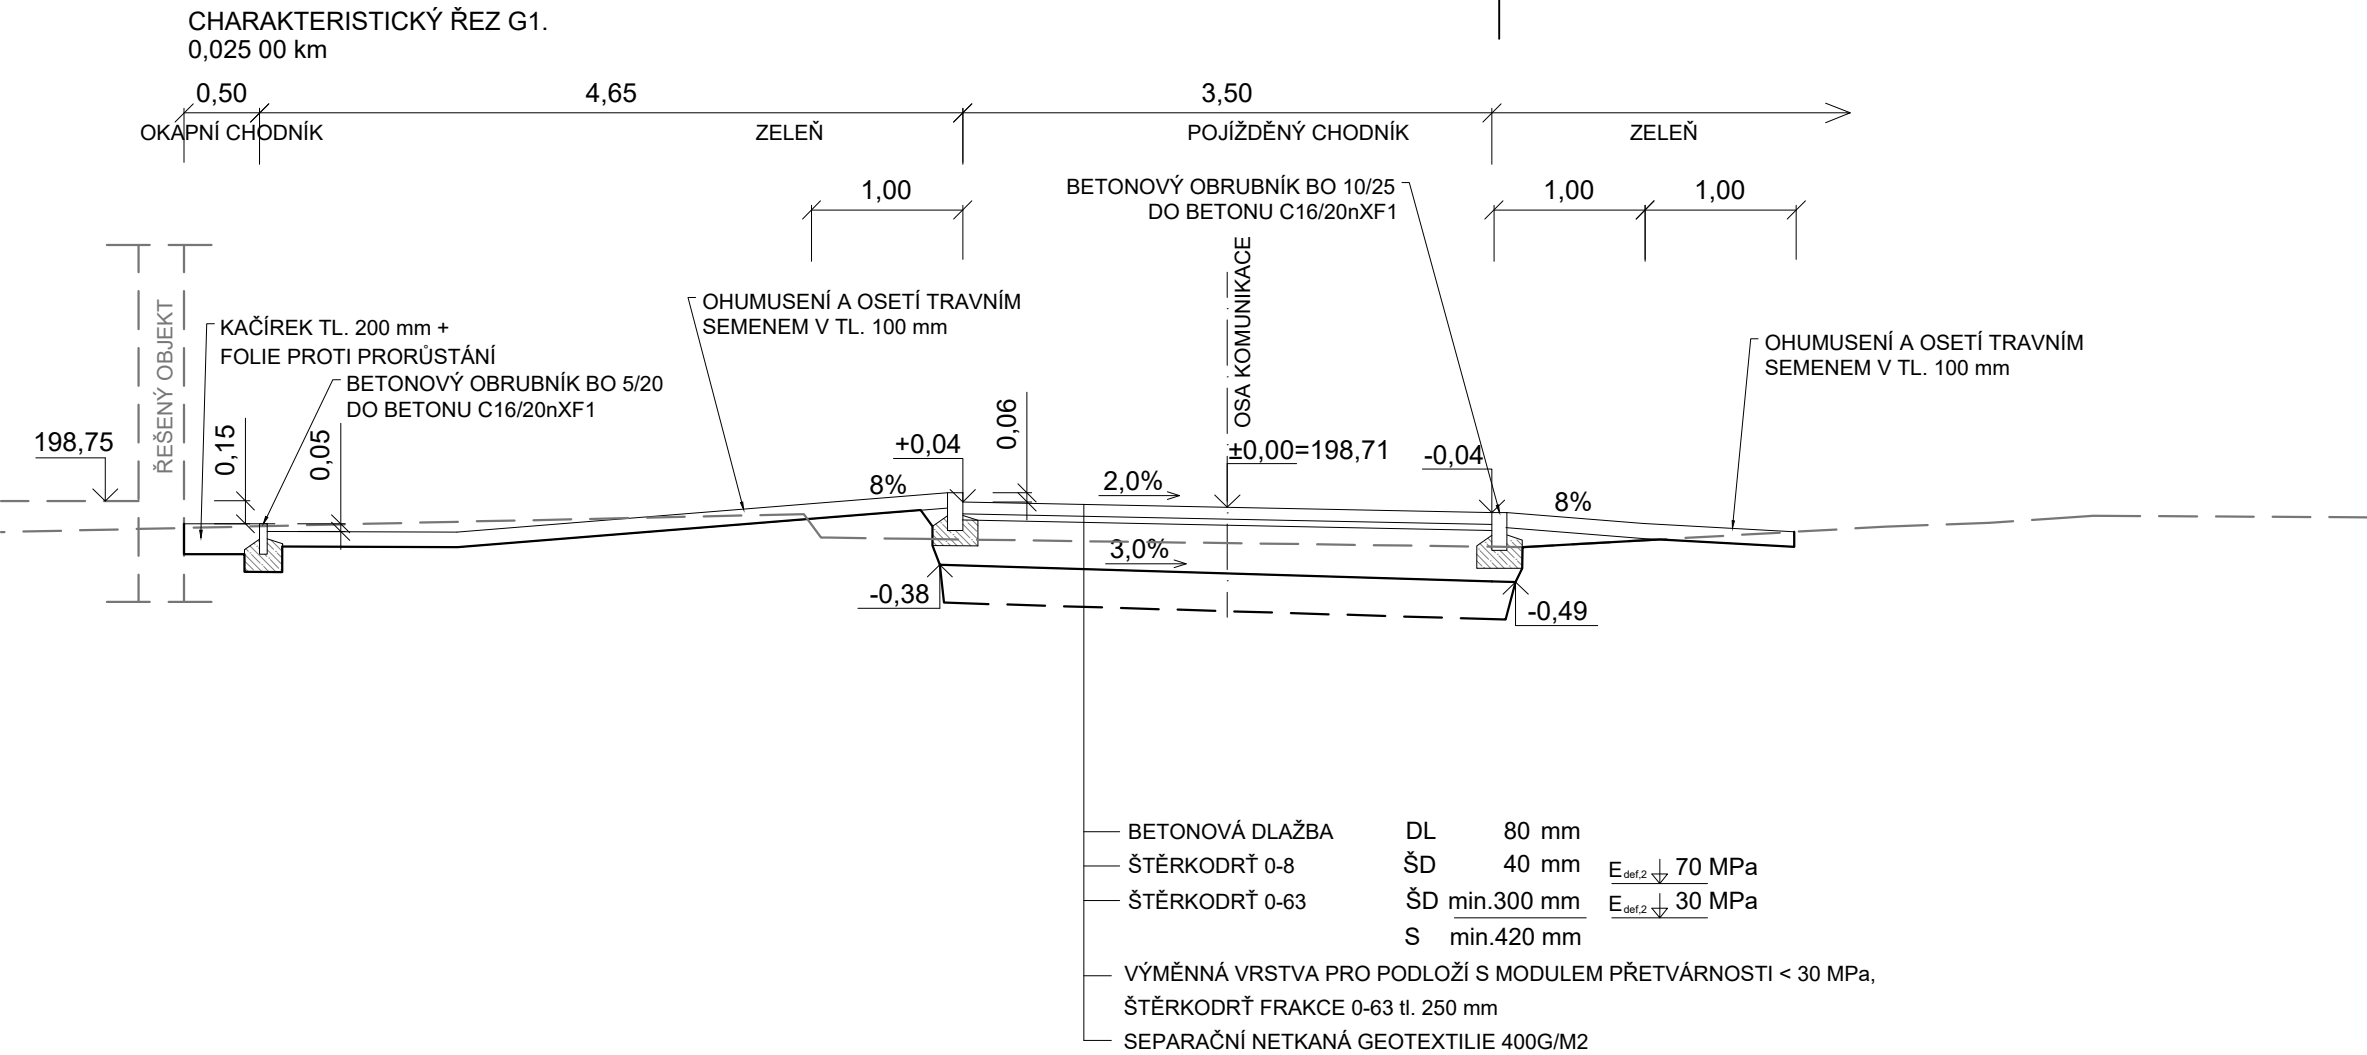 CHARAKTERISTICKÝ ŘEZ G1.
0,025 00 km
0,50
4,65
3,50
OKAPNÍ CHODNÍK
ZELEŇ
POJÍŽDĚNÝ CHODNÍK
ZELEŇ
1,00
BETONOVÝ OBRUBNÍK BO 10/25
DO BETONU C16/20nXF1
1,00
1,00
OSA KOMUNIKACE
ŘEŠENÝ OBJEKT
KAČÍREK TL. 200 mm +
FOLIE PROTI PRORŮSTÁNÍ
BETONOVÝ OBRUBNÍK BO 5/20
DO BETONU C16/20nXF1
OHUMUSENÍ A OSETÍ TRAVNÍM
SEMENEM V TL. 100 mm
OHUMUSENÍ A OSETÍ TRAVNÍM
SEMENEM V TL. 100 mm
198,75
0,15
0,05
+0,04
0,06
±0,00=198,71
-0,04
8%
2,0%
8%
3,0%
-0,38
-0,49
BETONOVÁ DLAŽBA DL 80 mm
ŠTĚRKODRŤ 0-8 ŠD 40 mm Edef,2 70 MPa
ŠTĚRKODRŤ 0-63 ŠD min.300 mm Edef,2 30 MPa
S min.420 mm
VÝMĚNNÁ VRSTVA PRO PODLOŽÍ S MODULEM PŘETVÁRNOSTI < 30 MPa,
ŠTĚRKODRŤ FRAKCE 0-63 tl. 250 mm
SEPARAČNÍ NETKANÁ GEOTEXTILIE 400G/M2